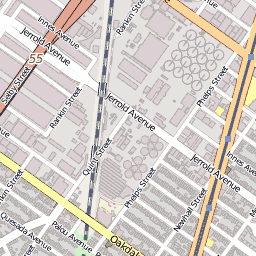 Innes Avenue
Rankin Street
Jerrold Avenue
55
Selby Street
Rankin Street
Jerrold Avenue
Phelps Street
Quint Street
Jerrold Avenue
Innes Avenue
Phelps Street
Newhall Street
Quesada Avenue
Palou Avenue
Oakdale